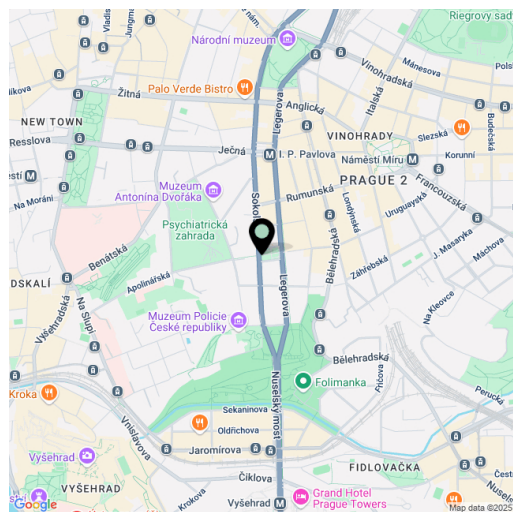 nám.
Riegrovy sady
Národní muzeum
Vinohradská
Mánesova
Italská
Palo Verde Bistro
Žitná
Anglická
Legerova
NEW TOWN
Resslova
Ječná
I. P. Pavlova
VINOHRADY
Slezská
Budečská
Náměstí Míru
Korunní
Na Moráni
Muzeum
Antonína Dvořáka
PRAGUE 2
Rumunská
Londýnská
Francouzská
Uruguayská
Psychiatrická
zahrada
Bělehradská
J. Masaryka
Máchova
Benátská
Apolinářská
Záhřebská
Legerova
Na Kleovce
Na Slupi
Vyšehradská
Muzeum Policie
České republiky
Bělehradská
Fričova
Folimanka
Perucká
Kroka
Nuselský most
Sekaninova
Oldřichova
Vnislavova
Jaromírova
Vyšehrad
Čiklova
FIDLOVAČKA
VYŠEHRAD
Krokova
Vyšehrad
Grand Hotel
Prague Towers
Google
Map data ©2025